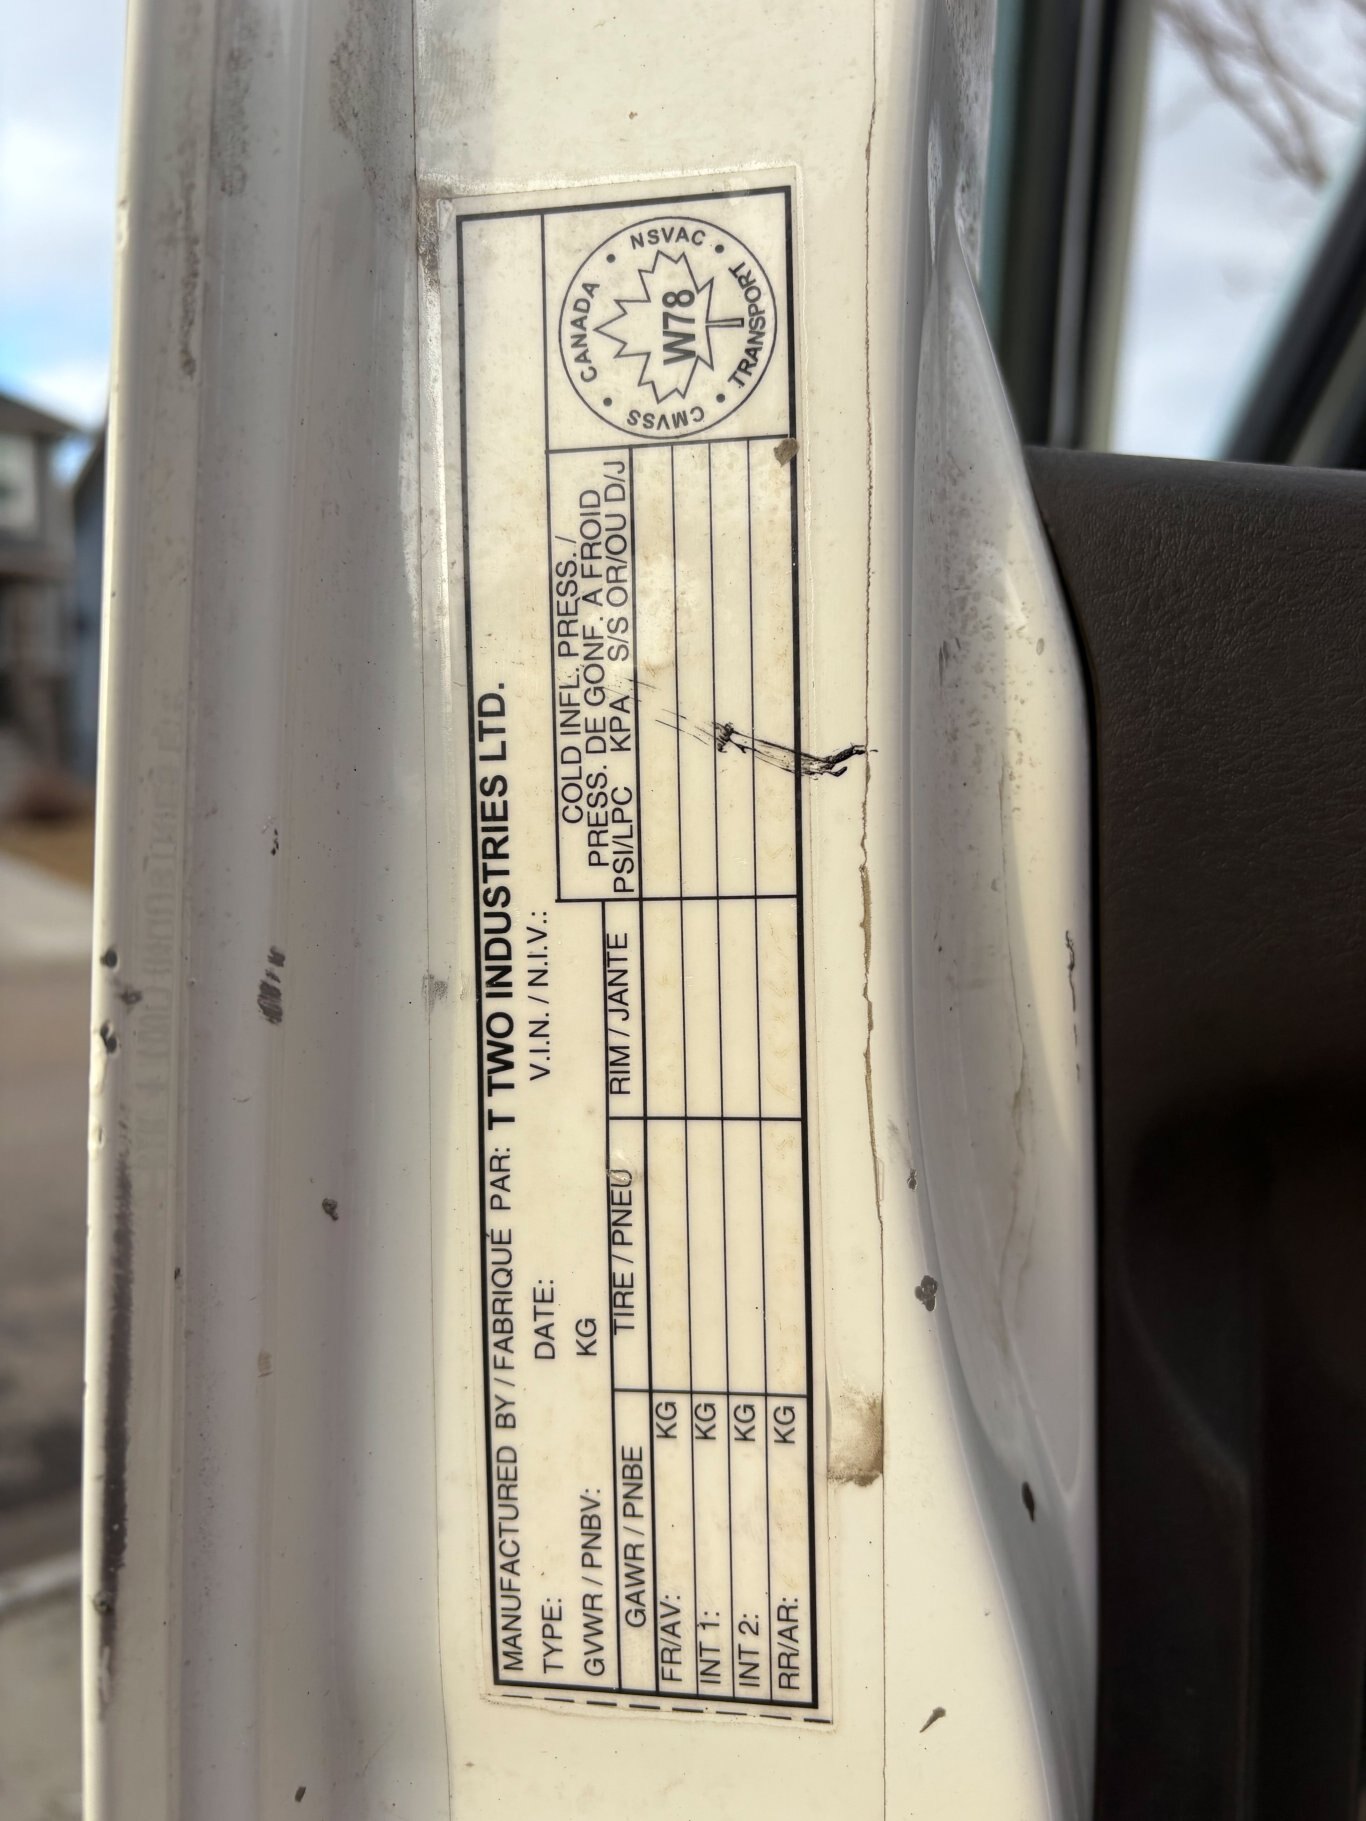 MANUFACTURED BY / FABRIQUÉ PAR: T TWO INDUSTRIES LTD.
TYPE: DATE: V.I.N. / N.I.V.:
GVWR / PNBV: KG
GAWR / PNBE TIRE / PNEU RIM / JANTE
COLD INFL. PRESS. /
PRESS. DE GONF. A FROID
PSI/LPC KPA S/S OR/OU D/J
FR/AV: KG
INT 1: KG
INT 2: KG
RR/AR: KG
CANADA • NSVAC • TRANSPORT • CMVSS •
W78